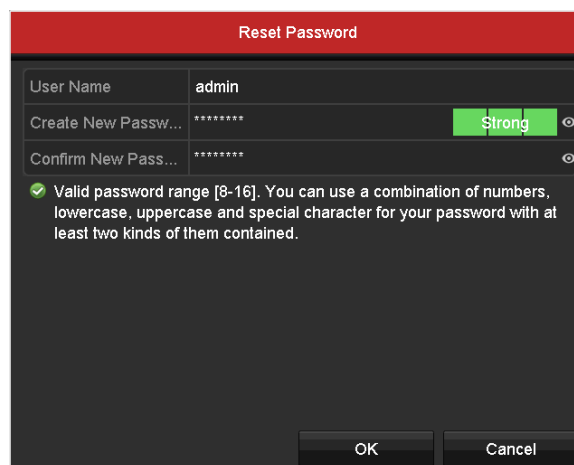 Reset Password
User Name admin
Create New Passw... ******** Strong
Confirm New Pass... ********
Valid password range [8-16]. You can use a combination of numbers,
lowercase, uppercase and special character for your password with at
least two kinds of them contained.
OK Cancel